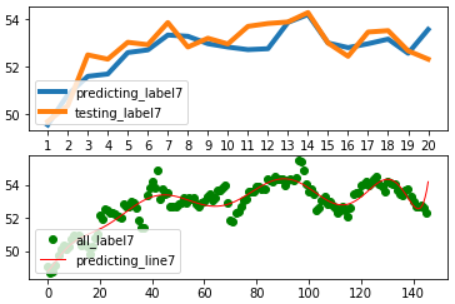 54
52
50
predicting_label7
testing_label7
1 2 3 4 5 6 7 8 9 10 11 12 13 14 15 16 17 18 19 20
54
52
50
all_label7
predicting_line7
0 20 40 60 80 100 120 140